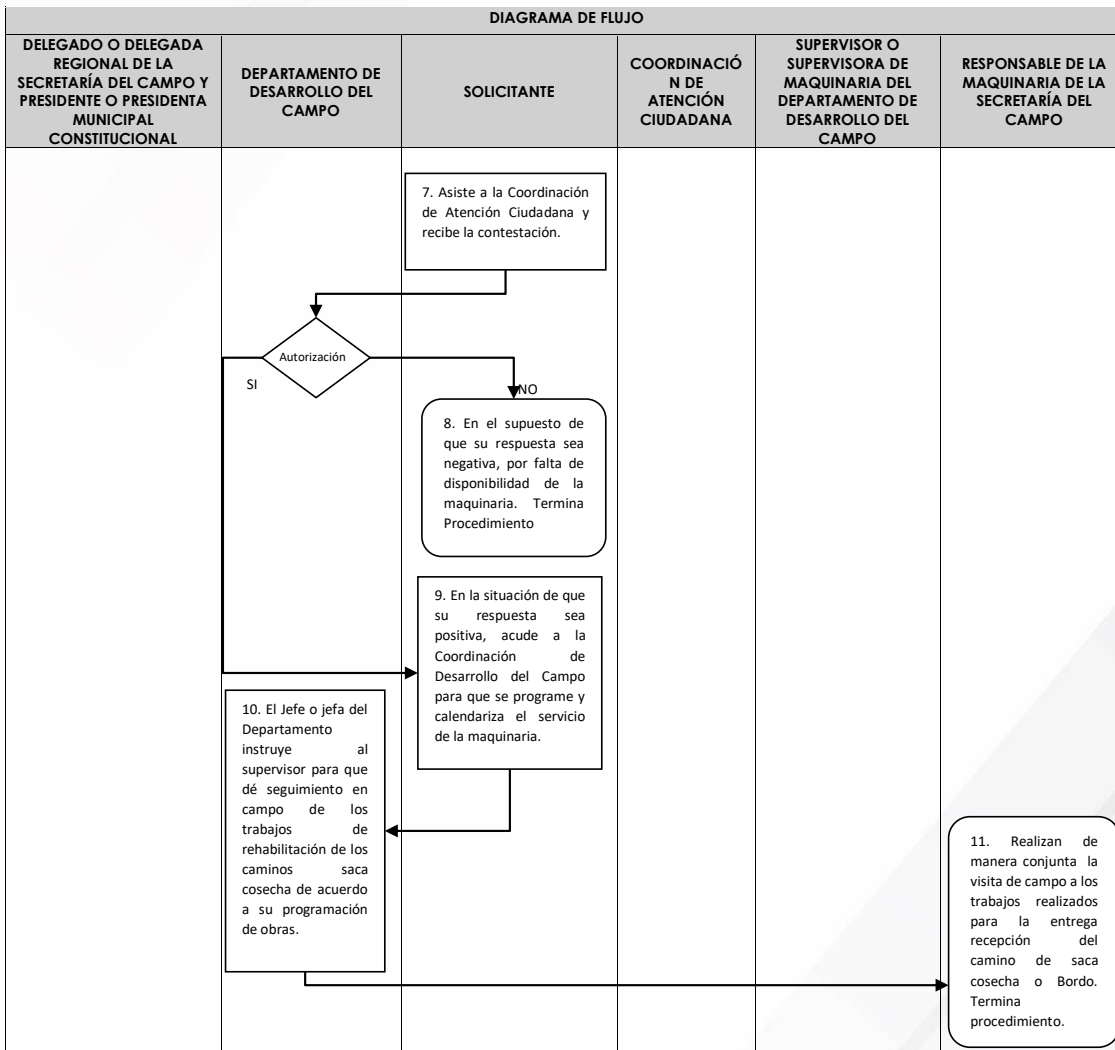 DIAGRAMA DE FLUJO
DELEGADO O DELEGADA
REGIONAL DE LA
SECRETARÍA DEL CAMPO Y
PRESIDENTE O PRESIDENTA
MUNICIPAL
CONSTITUCIONAL
DEPARTAMENTO DE
DESARROLLO DEL
CAMPO
SOLICITANTE
COORDINACIÓ
N DE
ATENCIÓN
CIUDADANA
SUPERVISOR O
SUPERVISORA DE
MAQUINARIA DEL
DEPARTAMENTO DE
DESARROLLO DEL
CAMPO
RESPONSABLE DE LA
MAQUINARIA DE LA
SECRETARÍA DEL
CAMPO
7. Asiste a la Coordinación
de Atención Ciudadana y
recibe la contestación.
Autorización
SI
NO
8. En el supuesto de
que su respuesta sea
negativa, por falta de
disponibilidad de la
maquinaria. Termina
Procedimiento
9. En la situación de que
su respuesta sea
positiva, acude a la
Coordinación de
Desarrollo del Campo
para que se programe y
calendariza el servicio
de la maquinaria.
10. El Jefe o jefa del
Departamento
instruye al
supervisor para que
dé seguimiento en
campo de los
trabajos de
rehabilitación de los
caminos saca
cosecha de acuerdo
a su programación
de obras.
11. Realizan de
manera conjunta la
visita de campo a los
trabajos realizados
para la entrega
recepción del
camino de saca
cosecha o Bordo.
Termina
procedimiento.